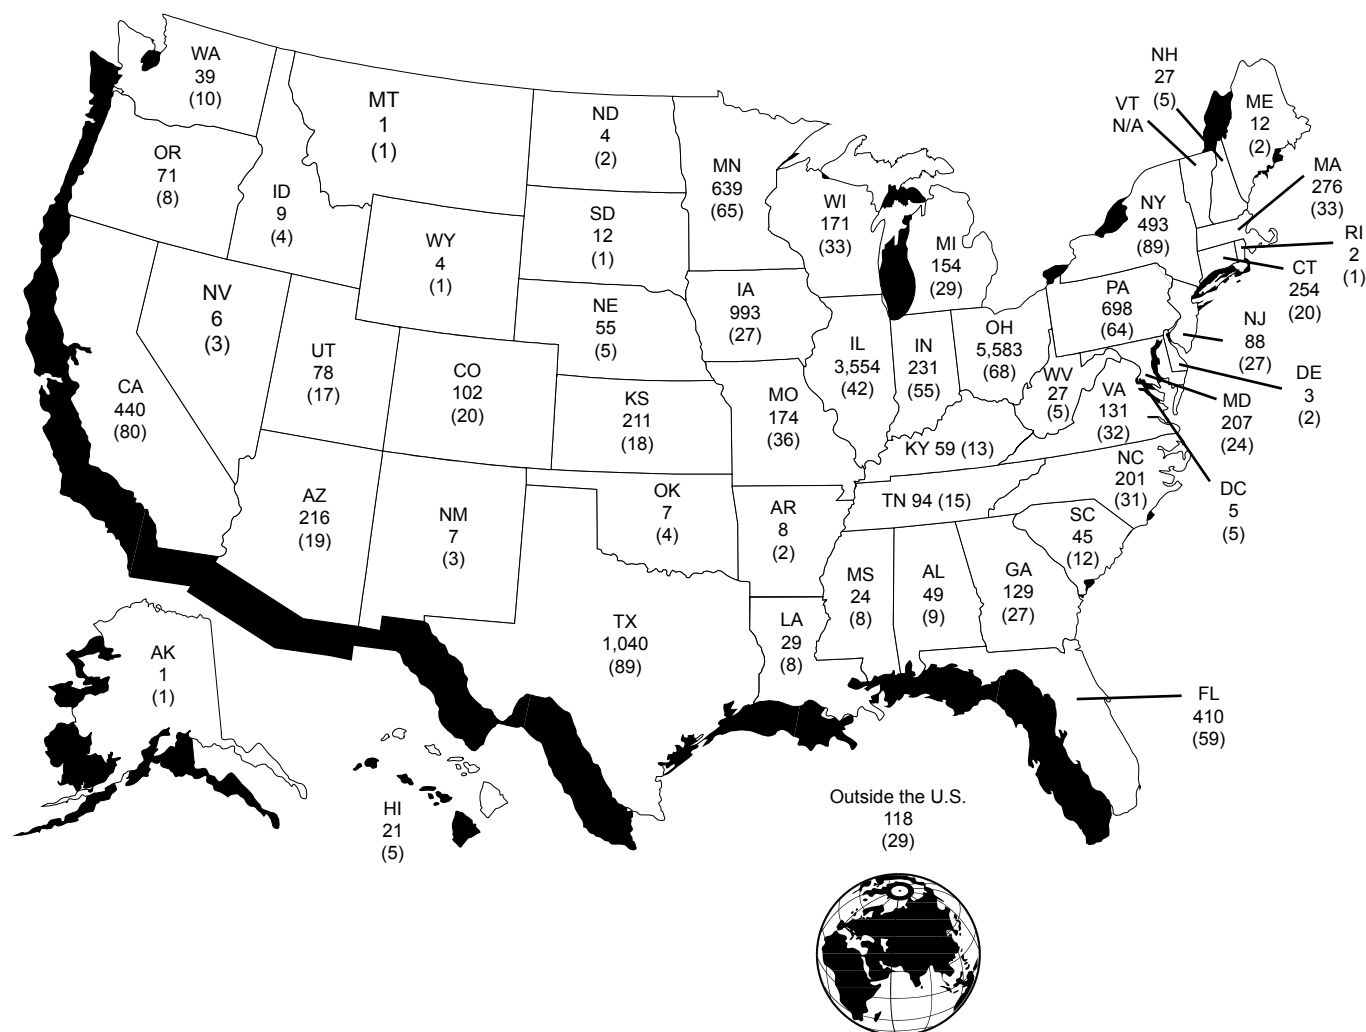 WA
39
(10)
OR
71
(8)
CA
440
(80)
NV
6
(3)
ID
9
(4)
MT
1
(1)
WY
4
(1)
UT
78
(17)
CO
102
(20)
AZ
216
(19)
NM
7
(3)
ND
4
(2)
SD
12
(1)
NE
55
(5)
KS
211
(18)
OK
7
(4)
TX
1,040
(89)
MN
639
(65)
IA
993
(27)
MO
174
(36)
AR
8
(2)
LA
29
(8)
WI
171
(33)
IL
3,554
(42)
MI
154
(29)
IN
231
(55)
OH
5,583
(68)
KY 59 (13)
TN 94 (15)
MS
24
(8)
AL
49
(9)
GA
129
(27)
SC
45
(12)
NC
201
(31)
VA
131
(32)
WV
27
(5)
PA
698
(64)
NY
493
(89)
VT
N/A
NH
27
(5)
ME
12
(2)
MA
276
(33)
RI
2
(1)
CT
254
(20)
NJ
88
(27)
DE
3
(2)
MD
207
(24)
DC
5
(5)
FL
410
(59)
AK
1
(1)
HI
21
(5)
Outside the U.S.
118
(29)